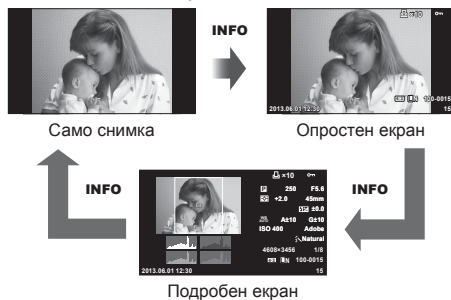 INFO
×10
2013.06.01 12:30
100-0015
15
Само снимка
Опростен екран
INFO
INFO
×10
P 250 F5.6
+2.0 45mm
±0.0
A±10 G±10
ISO 400 Adobe
Natural
4608×3456 1/8
100-0015
2013.06.01 12:30 15
Подробен екран